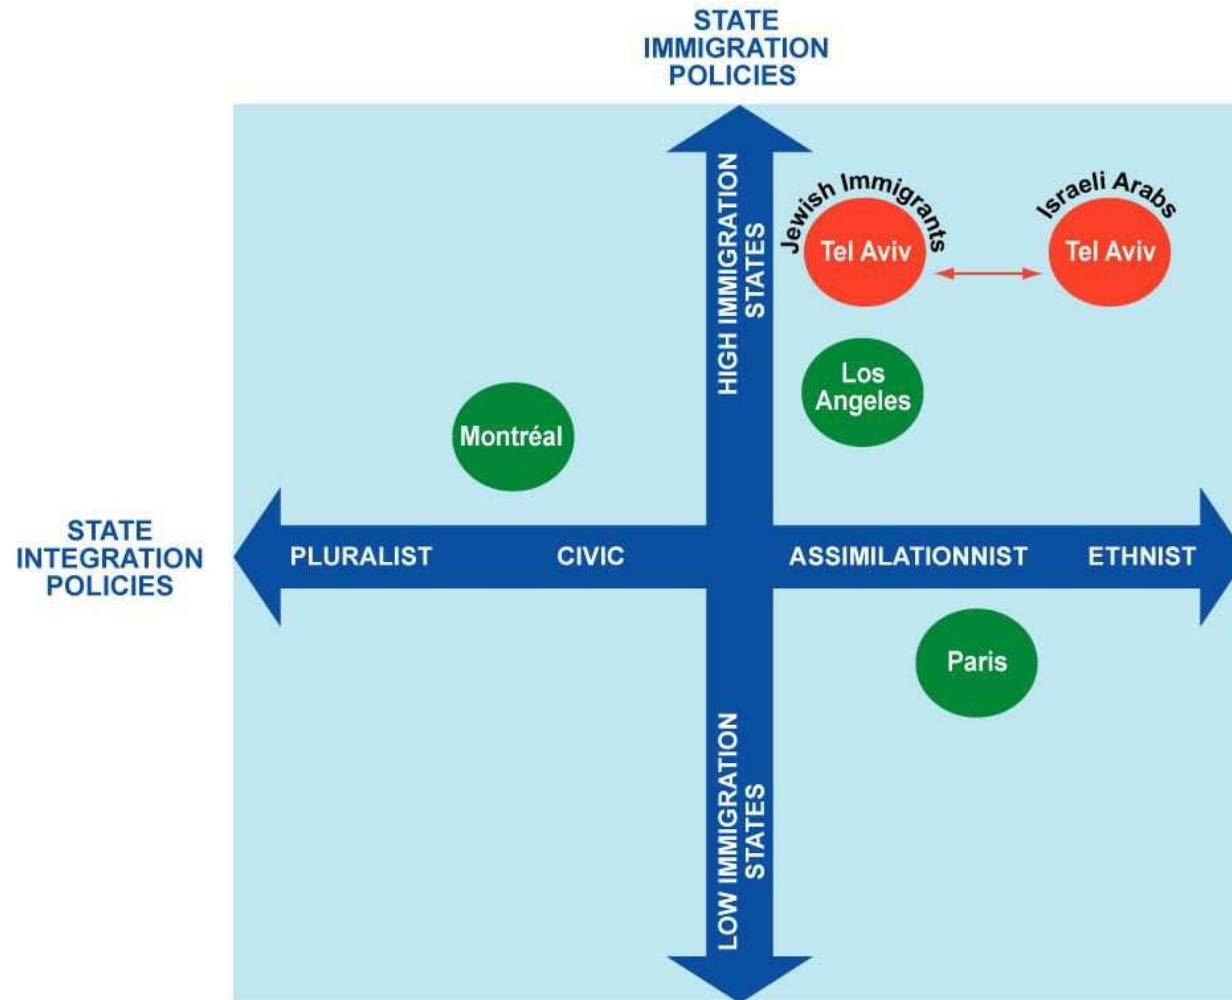 STATE
IMMIGRATION
POLICIES
HIGH IMMIGRATION
STATES
Jewish Immigrants
Tel Aviv
Israeli Arabs
Tel Aviv
Los
Angeles
Montréal
STATE
INTEGRATION
POLICIES
PLURALIST
CIVIC
ASSIMILATIONNIST
ETHNIST
Paris
LOW IMMIGRATION
STATES